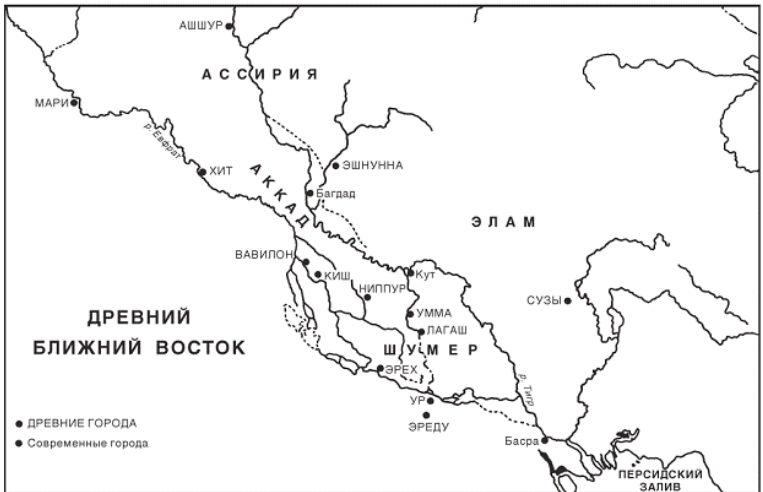 АШШУР
АССИРИЯ
МАРИ
р. Евфрат
ХИТ
ЭШНУННА
АККАД
Багдад
ЭЛАМ
ВАВИЛОН
КИШ
Кут
НИППУР
СУЗЫ
УММА
ДРЕВНИЙ
БЛИЖНИЙ ВОСТОК
ЛАГАШ
ШУМЕР
ЭРЕХ
р. Тигр
УР
ЭРЕДУ
ДРЕВНИЕ ГОРОДА
Современные города
Басра
ПЕРСИДСКИЙ
ЗАЛИВ